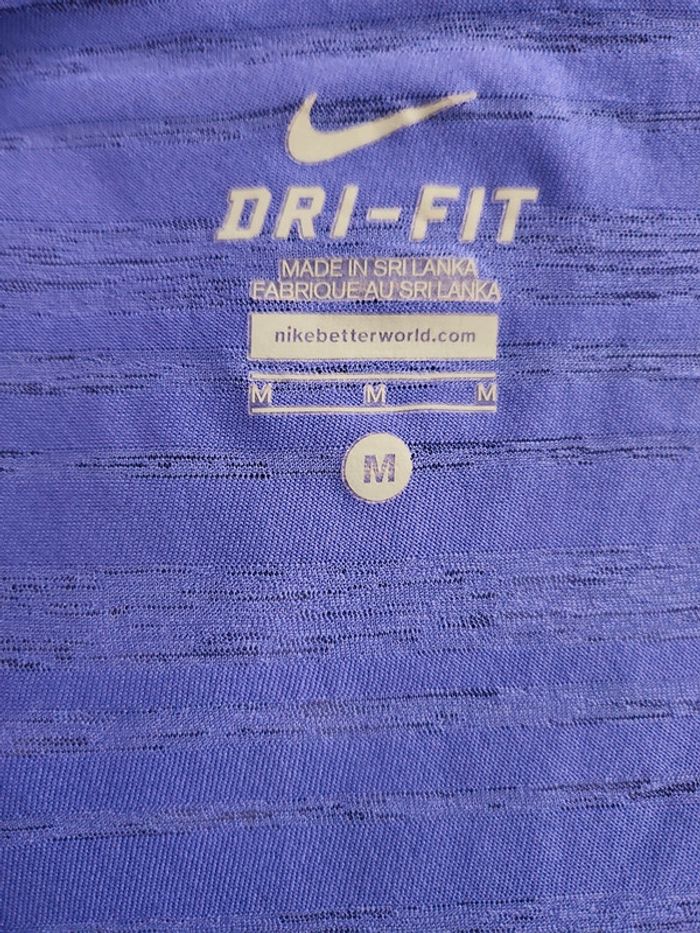 DRI-FIT
MADE IN SRI LANKA
FABRIQUE AU SRI LANKA
nikebetterworld.com
M M M
M